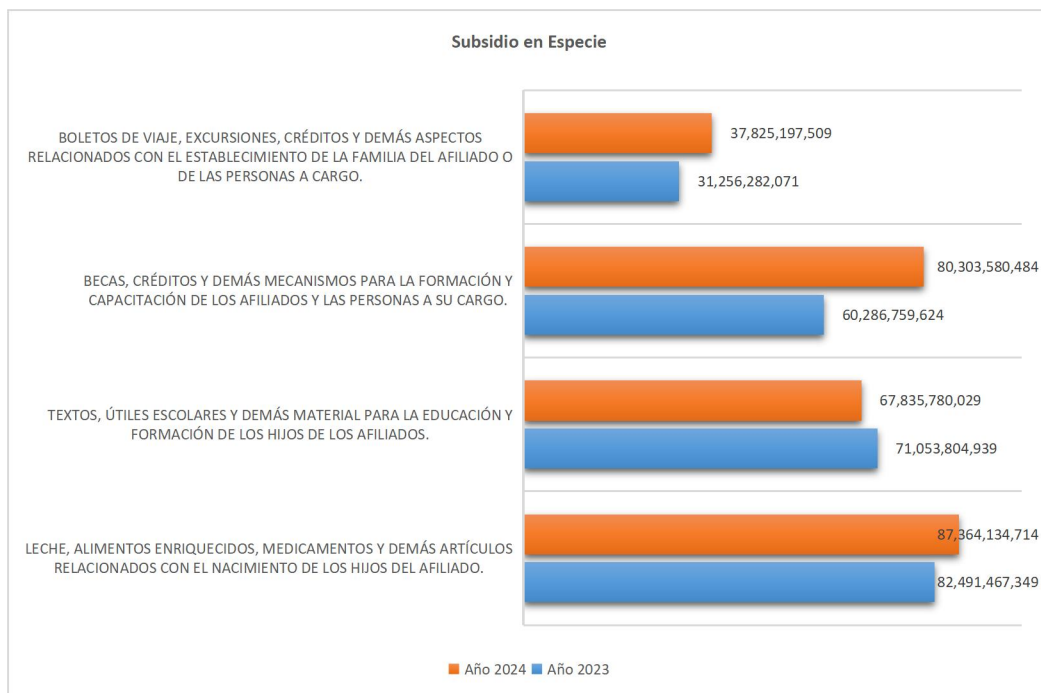 Subsidio en Especie
BOLETOS DE VIAJE, EXCURSIONES, CRÉDITOS Y DEMÁS ASPECTOS
RELACIONADOS CON EL ESTABLECIMIENTO DE LA FAMILIA DEL AFILIADO O
DE LAS PERSONAS A CARGO.
37,825,197,509
31,256,282,071
BECAS, CRÉDITOS Y DEMÁS MECANISMOS PARA LA FORMACIÓN Y
CAPACITACIÓN DE LOS AFILIADOS Y LAS PERSONAS A SU CARGO.
80,303,580,484
60,286,759,624
TEXTOS, ÚTILES ESCOLARES Y DEMÁS MATERIAL PARA LA EDUCACIÓN Y
FORMACIÓN DE LOS HIJOS DE LOS AFILIADOS.
67,835,780,029
71,053,804,939
LECHE, ALIMENTOS ENRIQUECIDOS, MEDICAMENTOS Y DEMÁS ARTÍCULOS
RELACIONADOS CON EL NACIMIENTO DE LOS HIJOS DEL AFILIADO.
87,364,134,714
82,491,467,349
Año 2024 Año 2023